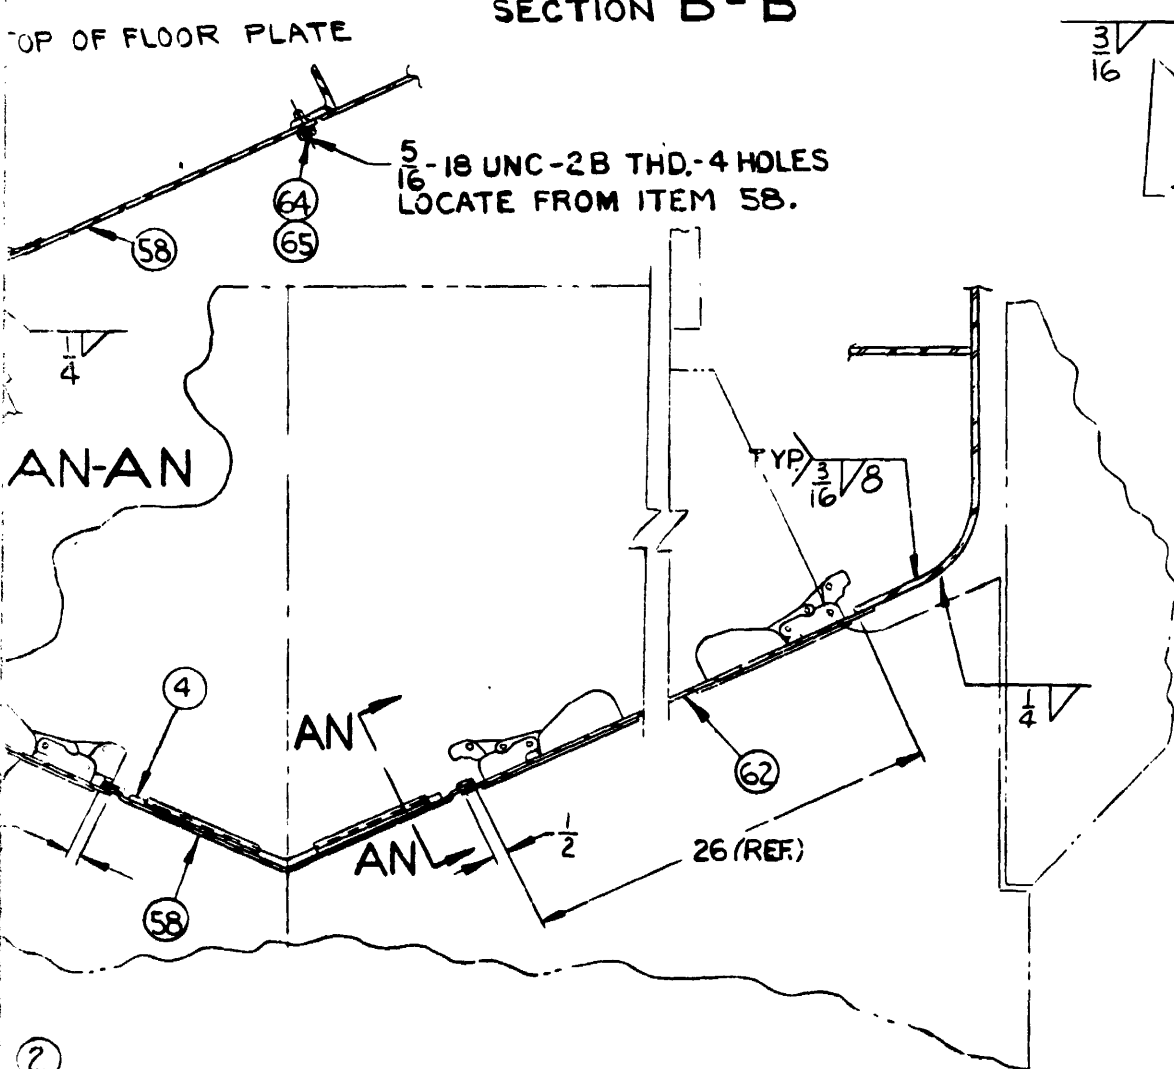 SECTION B-B
TOP OF FLOOR PLATE
3/16
5/16-18 UNC-2B THD.-4 HOLES
LOCATE FROM ITEM 58.
64
65
58
1/4
AN-AN
TYP. 3/16 8
4
AN
62
1/4
1/2
AN
26 (REF.)
58
2